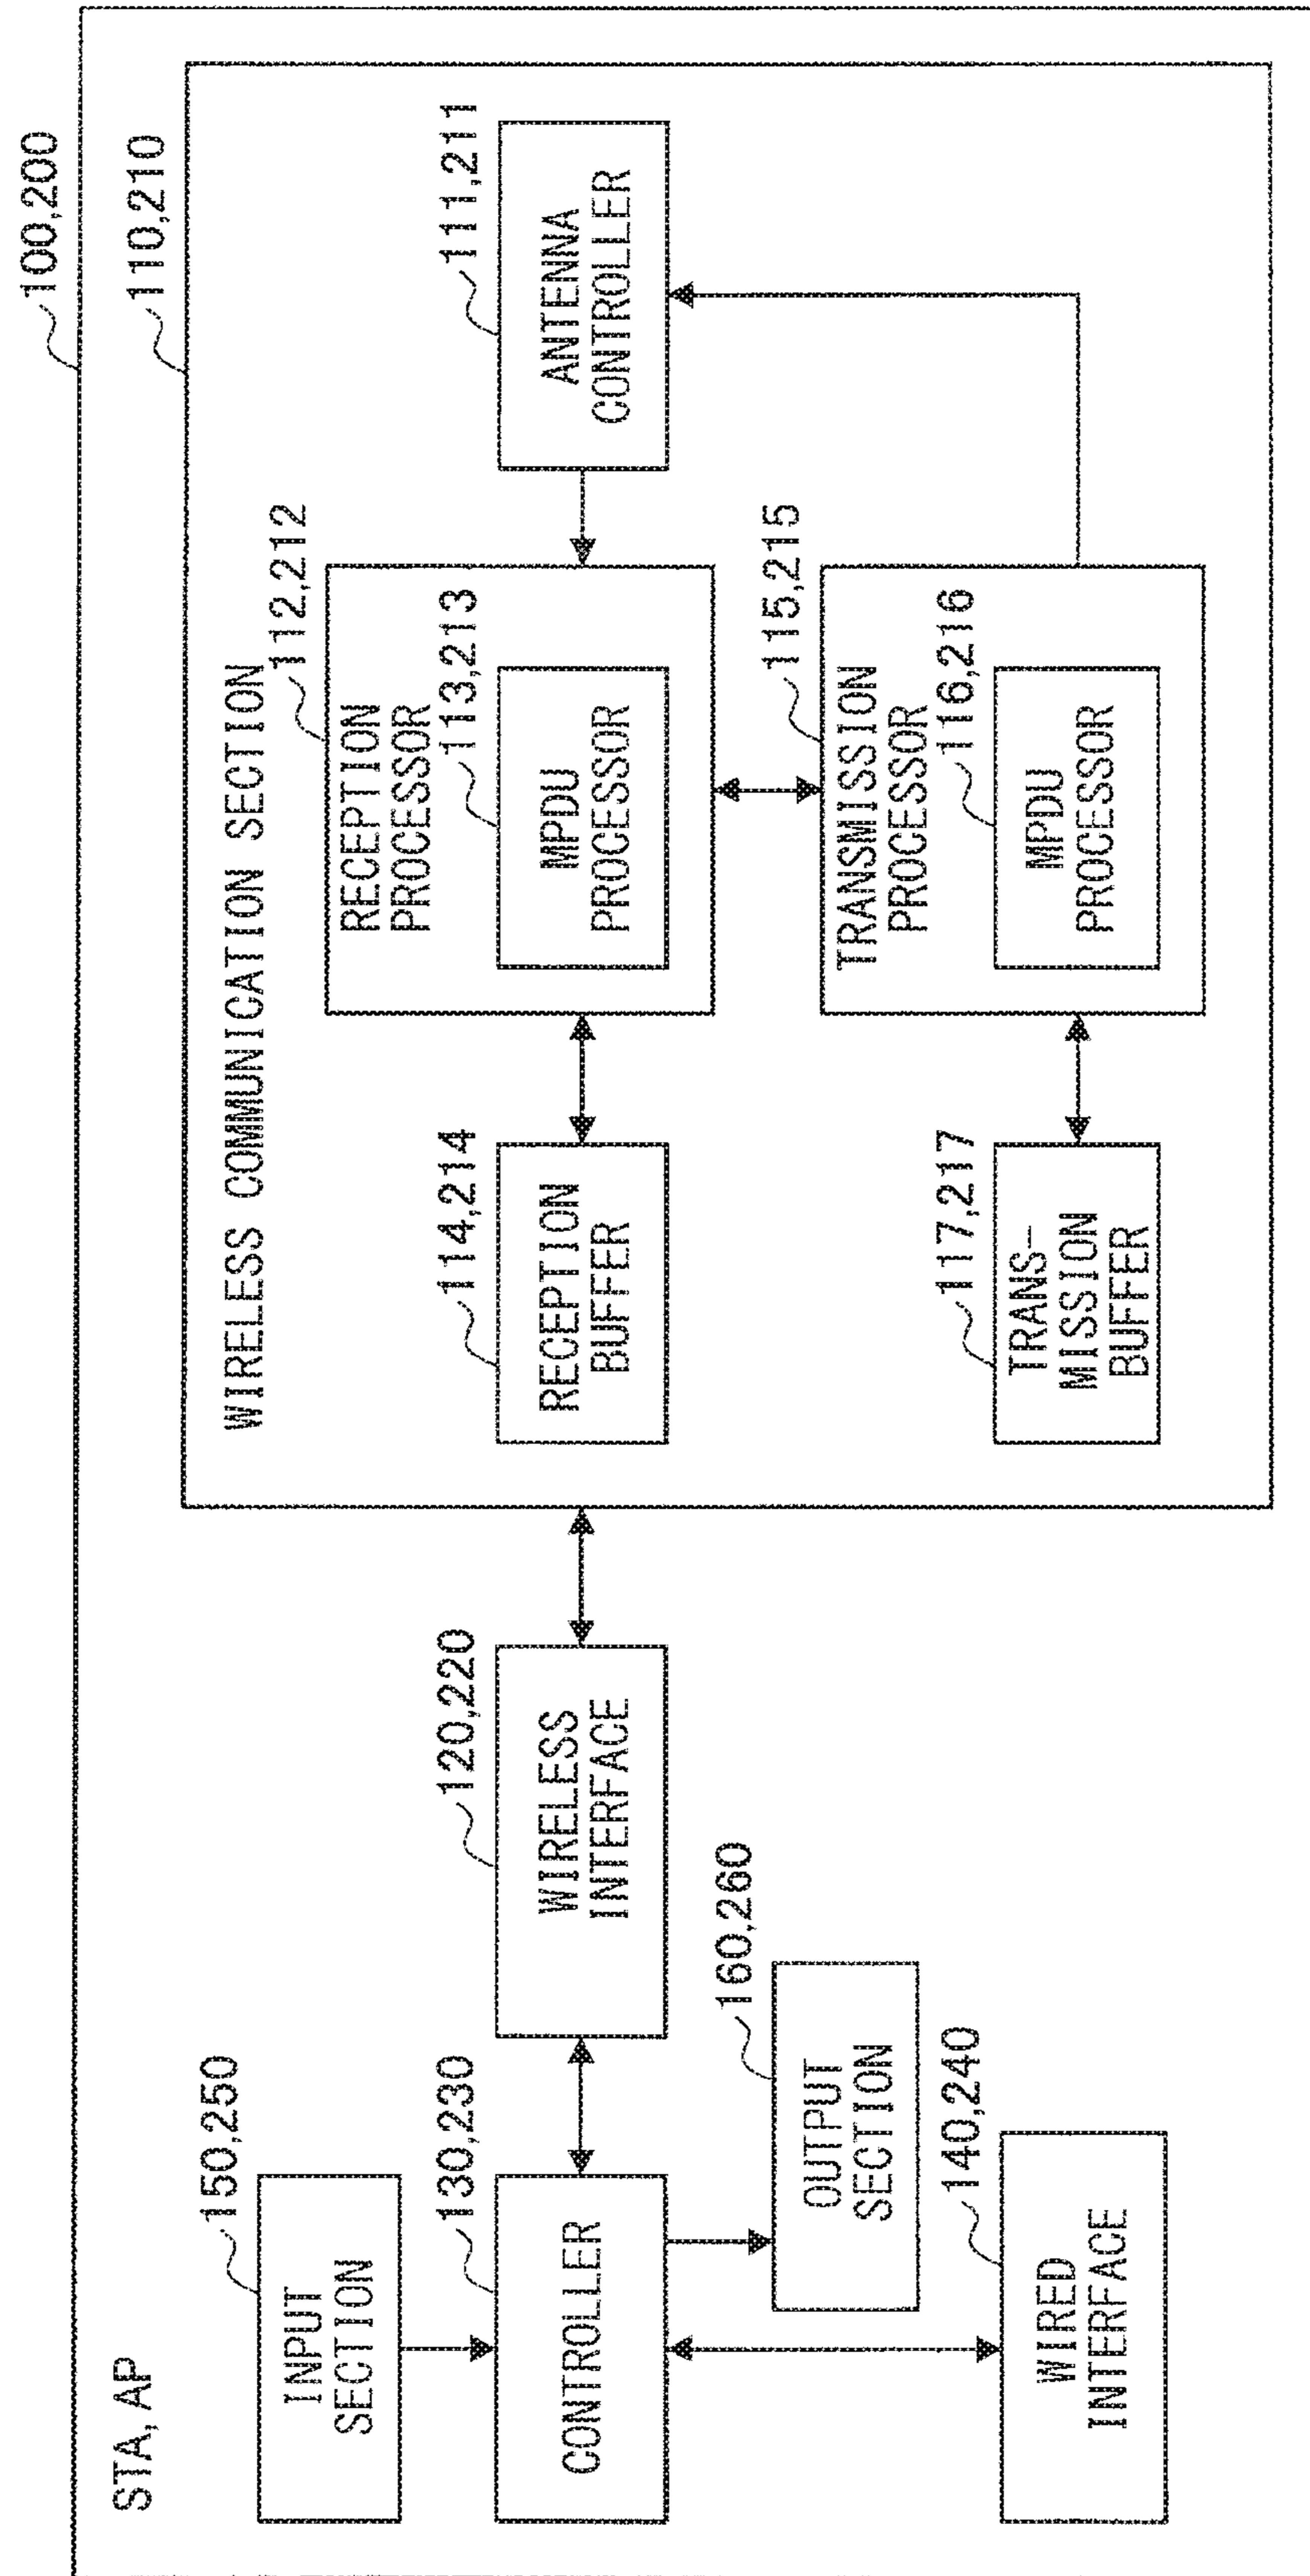 100,200
STA, AP
110,210
WIRELESS COMMUNICATION SECTION
150,250
INPUT
SECTION
130,230
CONTROLLER
120,220
WIRELESS
INTERFACE
160,260
OUTPUT
SECTION
140,240
WIRED
INTERFACE
114,214
RECEPTION
BUFFER
112,212
RECEPTION
PROCESSOR
113,213
MPDU
PROCESSOR
111,211
ANTENNA
CONTROLLER
117,217
TRANS-
MISSION
BUFFER
115,215
TRANSMISSION
PROCESSOR
116,216
MPDU
PROCESSOR